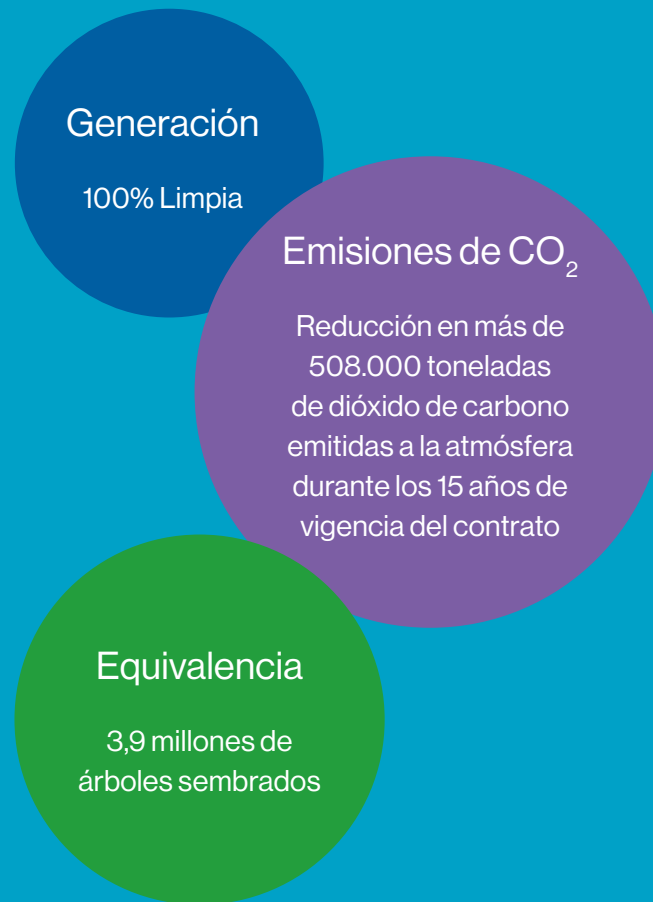 Generación
100% Limpia
Emisiones de CO₂
Reducción en más de
508.000 toneladas
de dióxido de carbono
emitidas a la atmósfera
durante los 15 años de
vigencia del contrato
Equivalencia
3,9 millones de
árboles sembrados